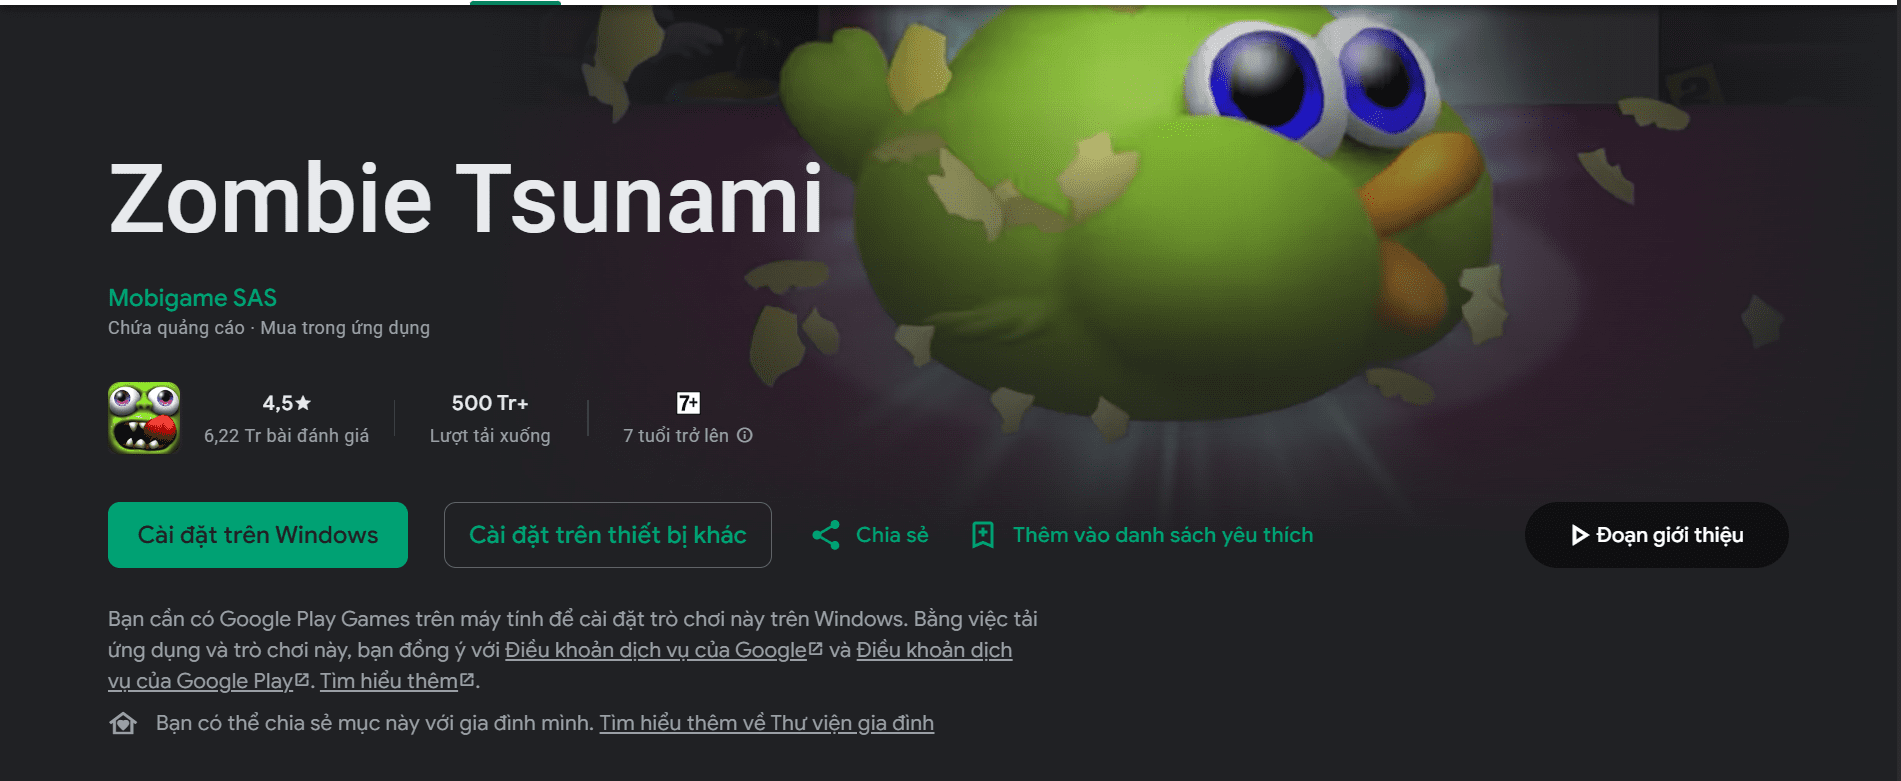 Zombie Tsunami
Mobigame SAS
Chứa quảng cáo · Mua trong ứng dụng
4,5★
6,22 Tr bài đánh giá
500 Tr+
Lượt tải xuống
7+
7 tuổi trở lên
Cài đặt trên Windows
Cài đặt trên thiết bị khác
Chia sẻ
Thêm vào danh sách yêu thích
Đoạn giới thiệu
Bạn cần có Google Play Games trên máy tính để cài đặt trò chơi này trên Windows. Bằng việc tải
ứng dụng và trò chơi này, bạn đồng ý với Điều khoản dịch vụ của Google và Điều khoản dịch
vụ của Google Play. Tìm hiểu thêm.
Bạn có thể chia sẻ mục này với gia đình mình. Tìm hiểu thêm về Thư viện gia đình
2